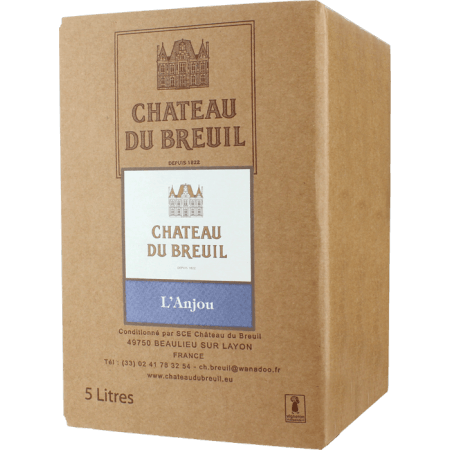 CHATEAU
DU BREUIL
DEPUIS 1822
CHATEAU
DU BREUIL
L'Anjou
Conditionné par SCE Château du Breuil
49750 BEAULIEU SUR LAYON
FRANCE
Tél : (33) 02 41 78 32 54 - ch.breuil@wanadoo.fr
www.chateaudubreuil.eu
5 Litres